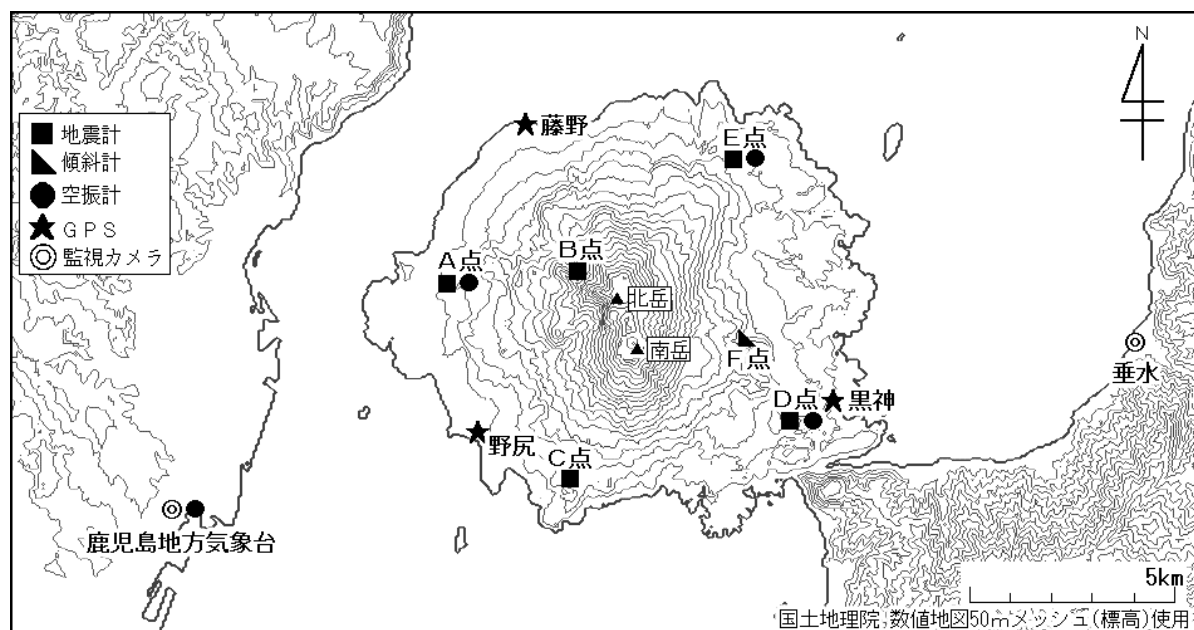 N
地震計
傾斜計
空振計
GPS
監視カメラ
藤野
E点
A点
B点
北岳
南岳
F点
垂水
D点
黒神
野尻
C点
鹿児島地方気象台
5km
国土地理院,数値地図50mメッシュ(標高)使用